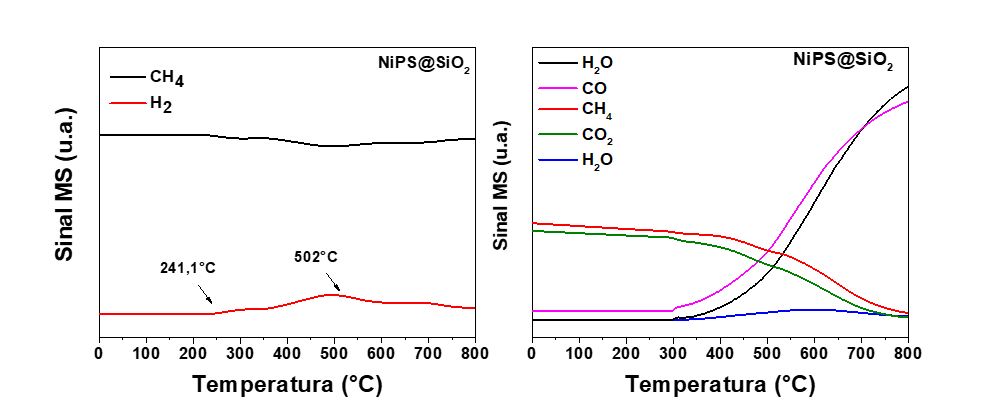 NiPS@SiO₂
CH₄
H₂
241,1°C
502°C
Sinal MS (u.a.)
0 100 200 300 400 500 600 700 800
Temperatura (°C)
NiPS@SiO₂
H₂O
CO
CH₄
CO₂
H₂O
Sinal MS (u.a.)
0 100 200 300 400 500 600 700 800
Temperatura (°C)